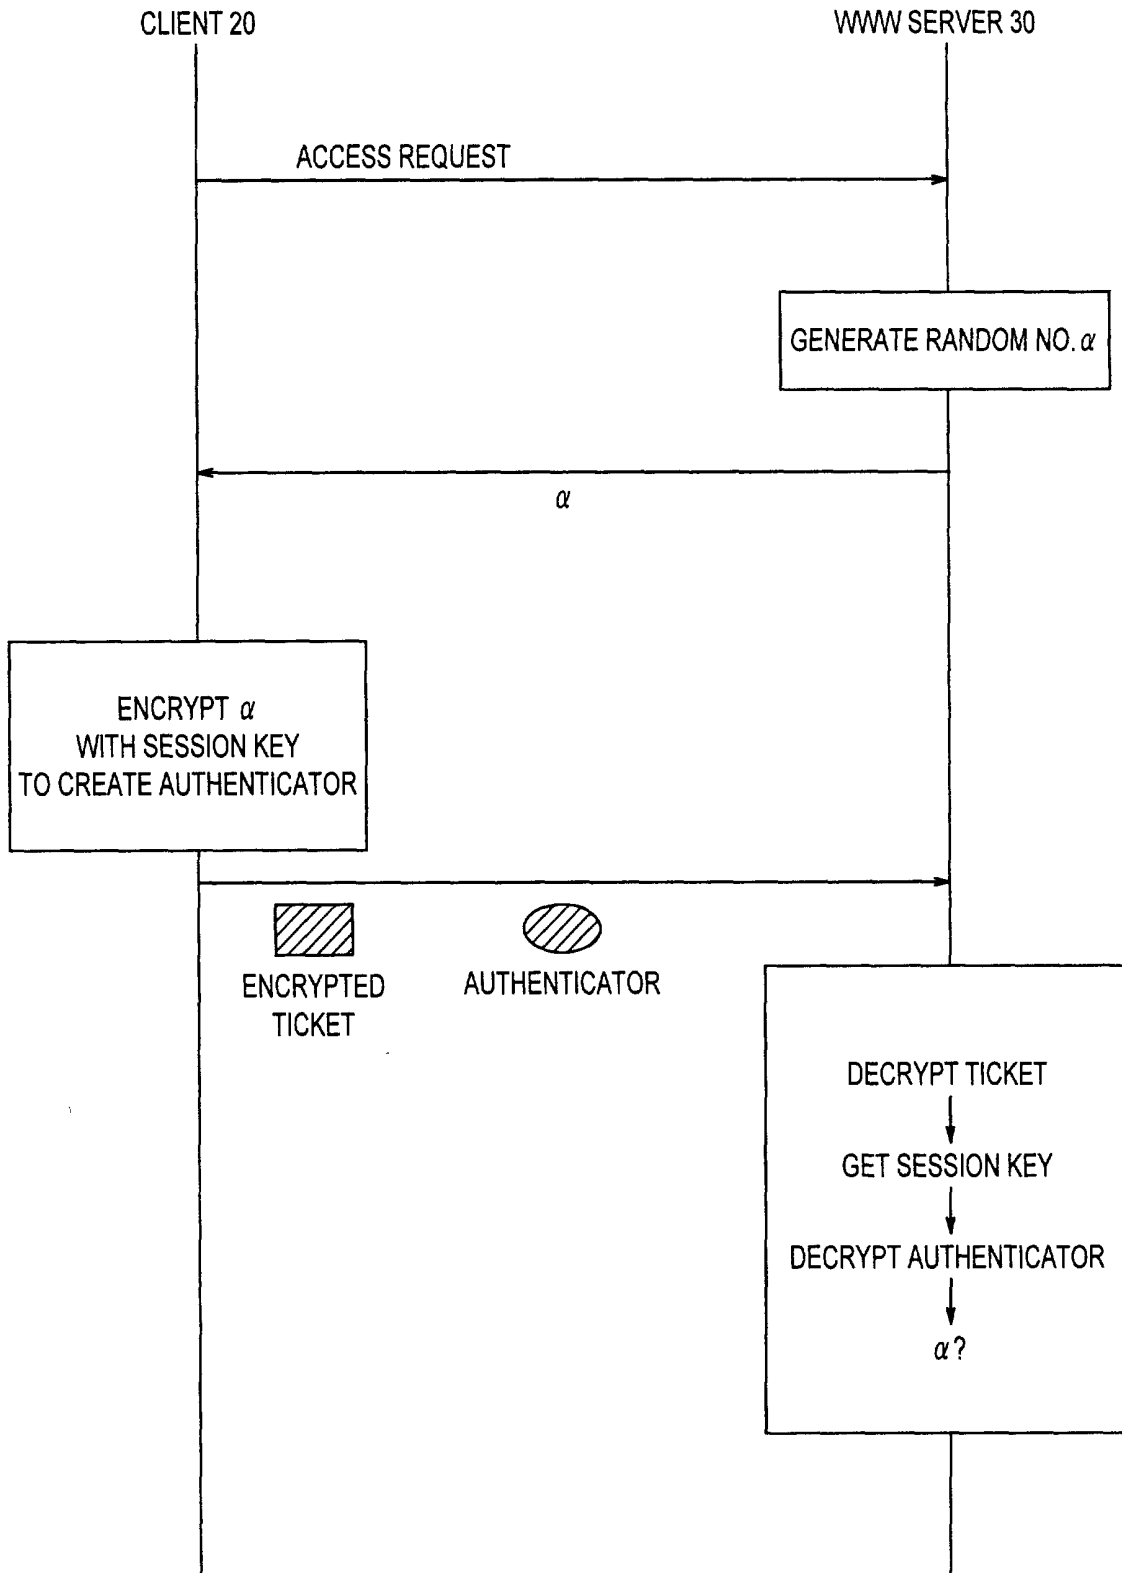 CLIENT 20
WWW SERVER 30
ACCESS REQUEST
GENERATE RANDOM NO. α
α
ENCRYPT α
WITH SESSION KEY
TO CREATE AUTHENTICATOR
ENCRYPTED
TICKET
AUTHENTICATOR
DECRYPT TICKET
GET SESSION KEY
DECRYPT AUTHENTICATOR
α?